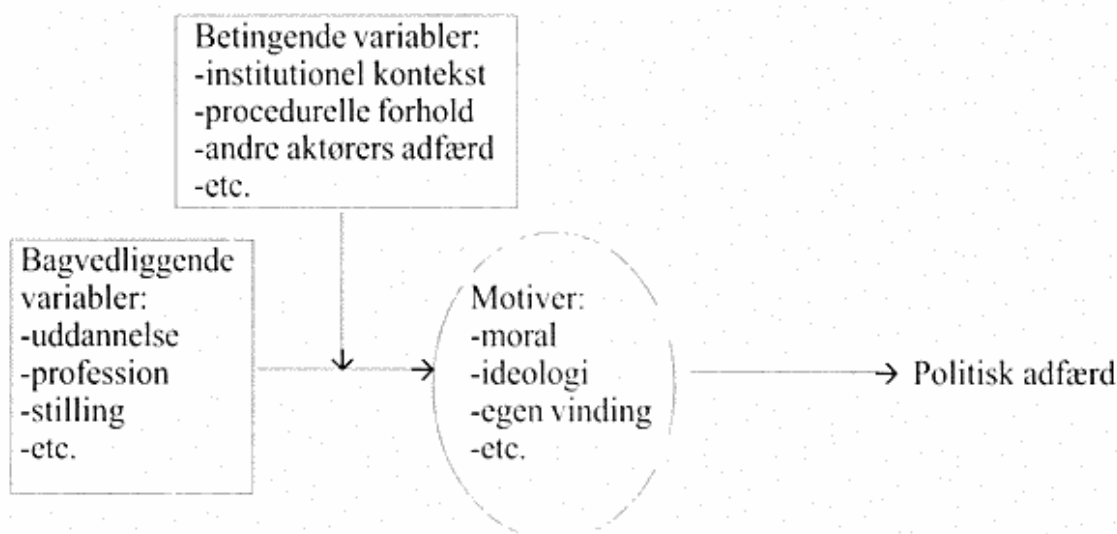 Betingende variabler:
-institutionel kontekst
-procedurelle forhold
-andre aktørers adfærd
-etc.
Bagvedliggende
variabler:
-uddannelse
-profession
-stilling
-etc.
Motiver:
-moral
-ideologi
-egen vinding
-etc.
Politisk adfærd